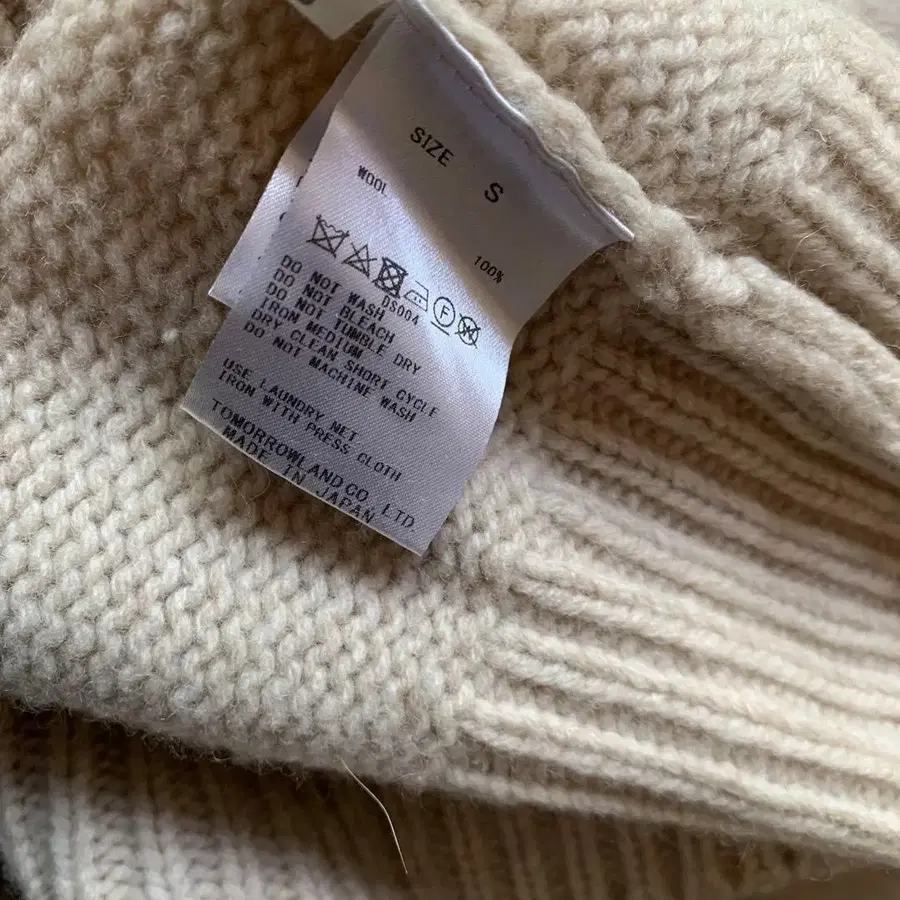 SIZE S
WOOL 100%
F W
DS004
DO NOT WASH
DO NOT BLEACH
DO NOT TUMBLE DRY
IRON MEDIUM
DRY CLEAN SHORT CYCLE
DO NOT MACHINE WASH
USE LAUNDRY NET
IRON WITH PRESS CLOTH
TOMORROWLAND CO., LTD.
MADE IN JAPAN